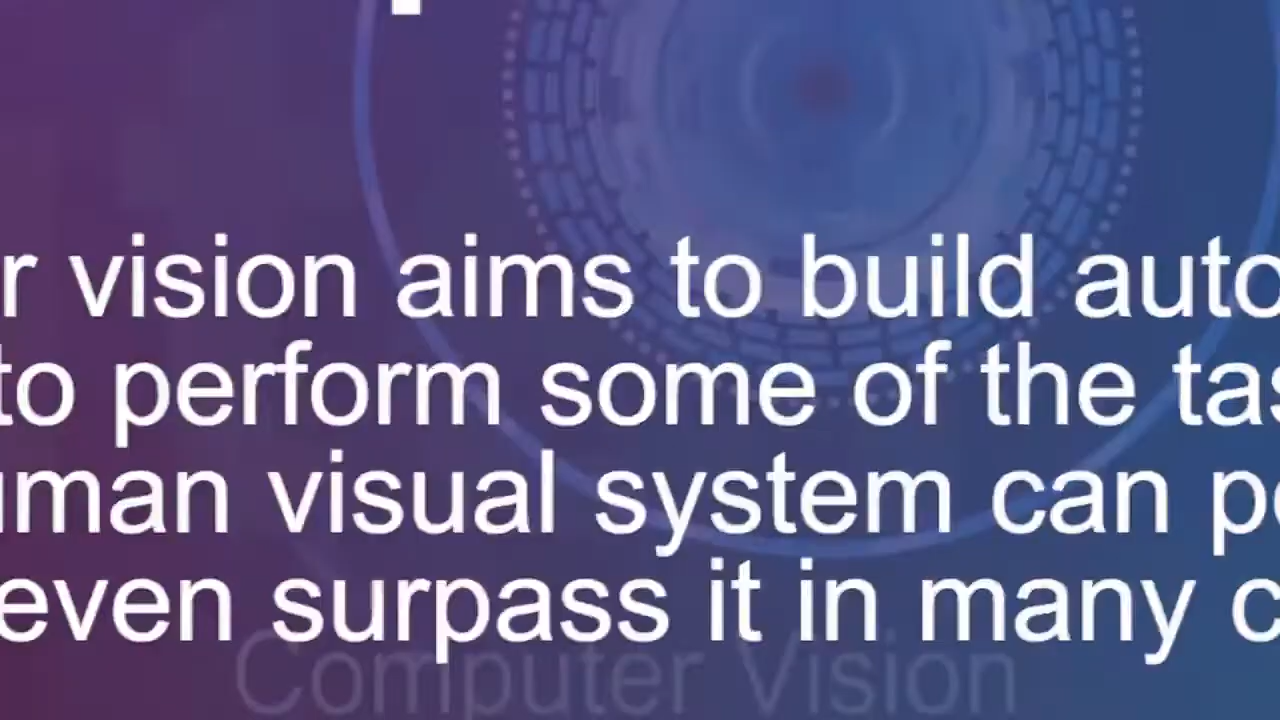 r vision aims to build auto
to perform some of the tas
uman visual system can pe
even surpass it in many c
Computer Vision